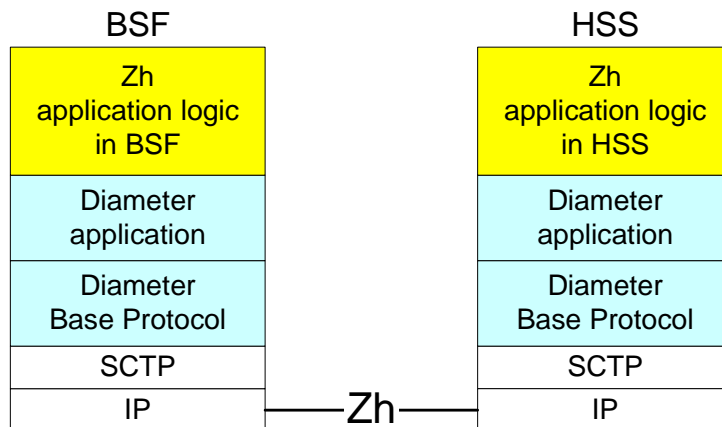 BSF
Zh
application logic
in BSF
Diameter
application
Diameter
Base Protocol
SCTP
IP
Zh
HSS
Zh
application logic
in HSS
Diameter
application
Diameter
Base Protocol
SCTP
IP